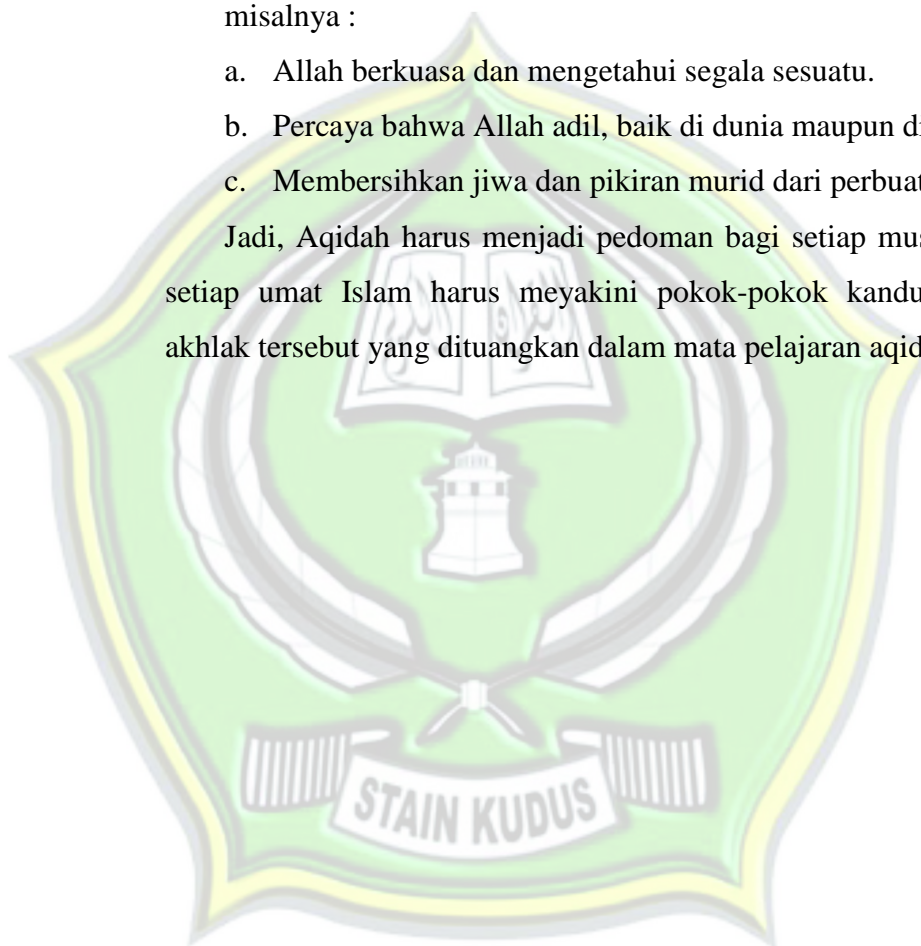 misalnya :
a. Allah berkuasa dan mengetahui segala sesuatu.
b. Percaya bahwa Allah adil, baik di dunia maupun di
c. Membersihkan jiwa dan pikiran murid dari perbuat
Jadi, Aqidah harus menjadi pedoman bagi setiap mus
setiap umat Islam harus meyakini pokok-pokok kandu
akhlak tersebut yang dituangkan dalam mata pelajaran aqid
STAIN KUDUS